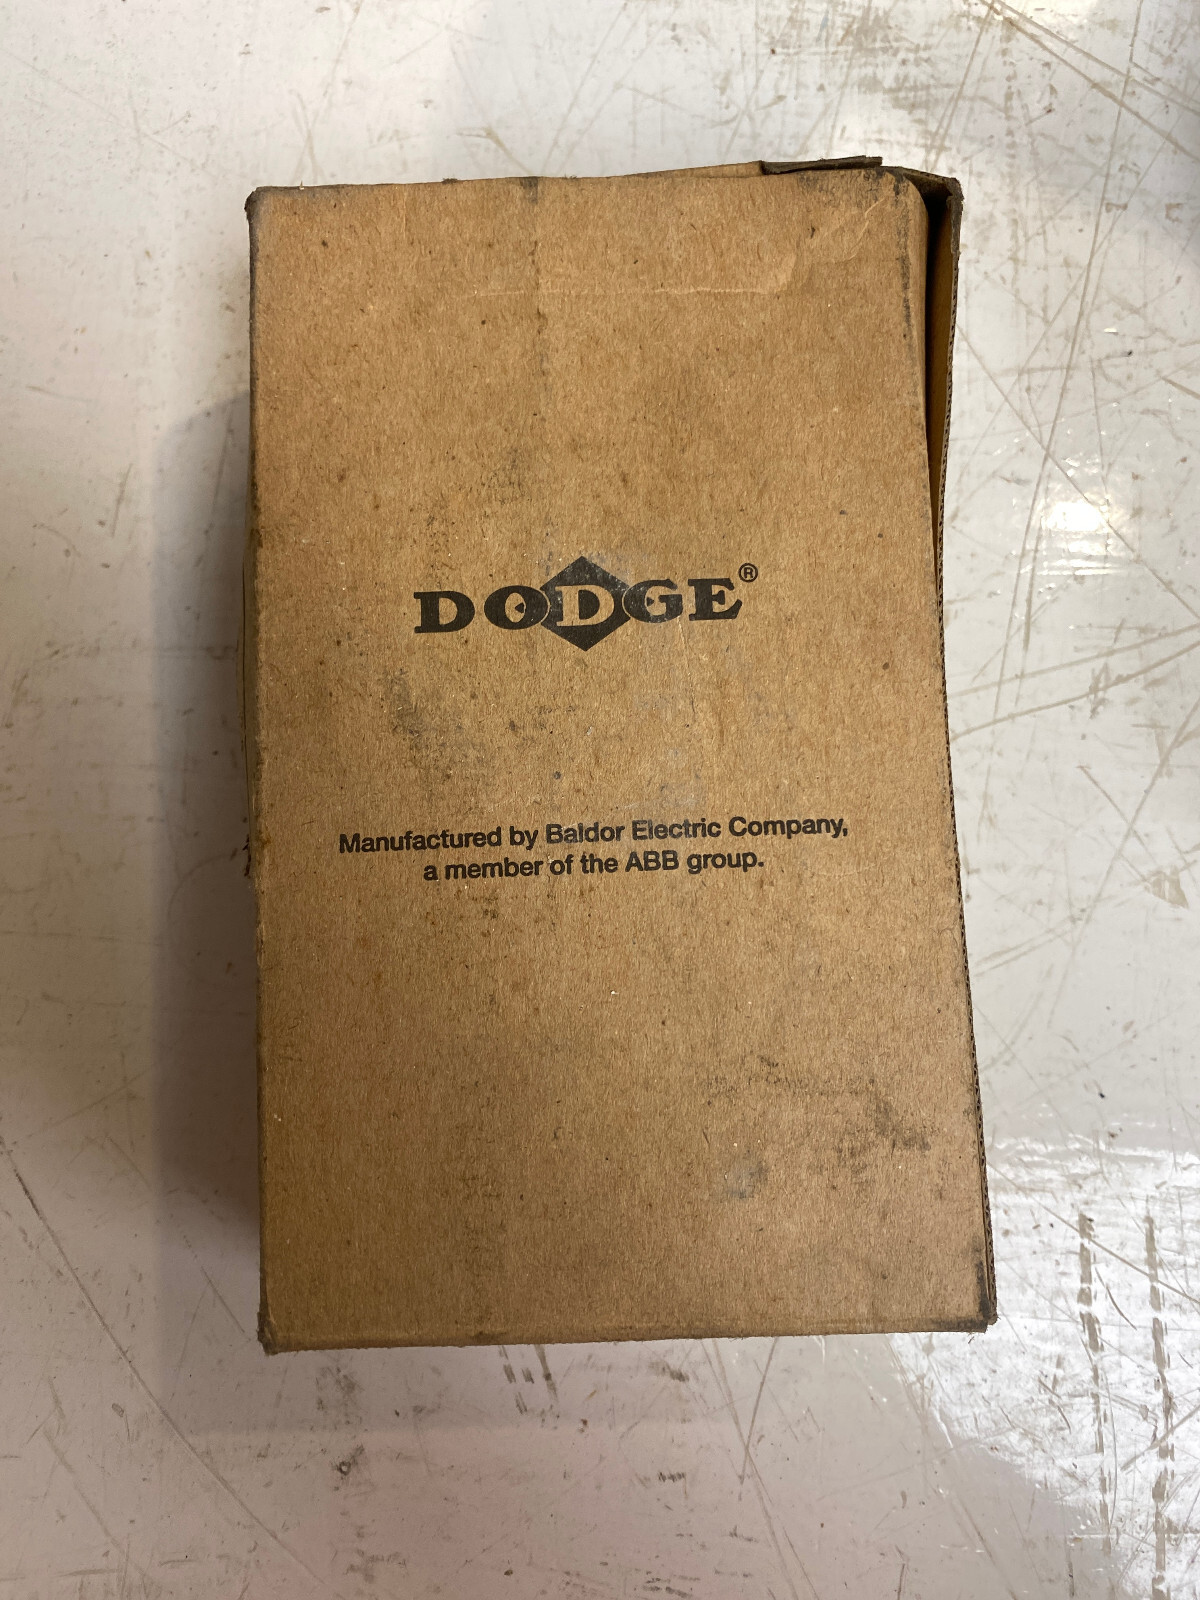 DODGE®
Manufactured by Baldor Electric Company,
a member of the ABB group.